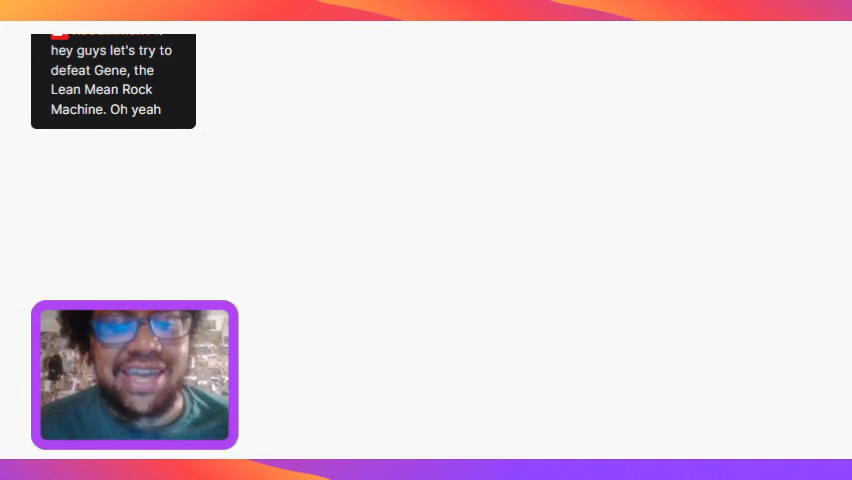 hey guys let's try to
defeat Gene, the
Lean Mean Rock
Machine. Oh yeah